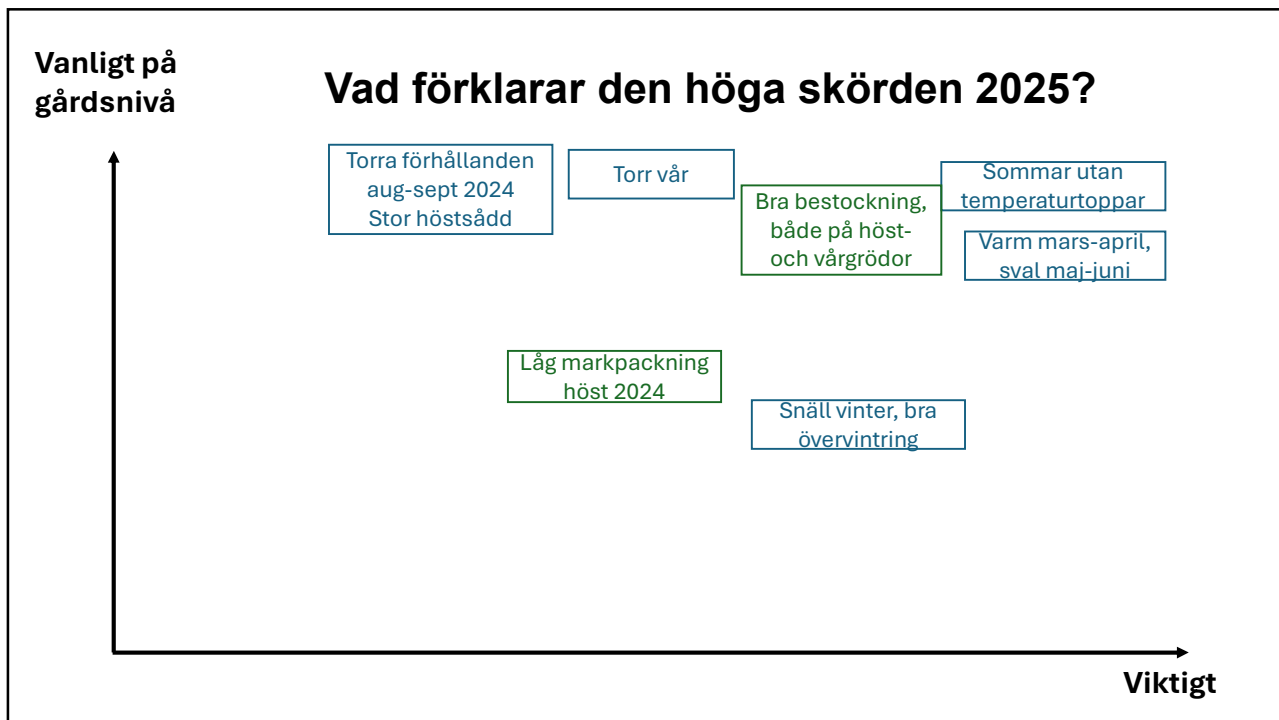 Vanligt på
gårdsnivå
Vad förklarar den höga skörden 2025?
Torra förhållanden
aug-sept 2024
Stor höstsådd
Torr vår
Bra bestockning,
både på höst-
och vårgrödor
Sommar utan
temperaturtoppar
Varm mars-april,
sval maj-juni
Låg markpackning
höst 2024
Snäll vinter, bra
övervintring
Viktigt